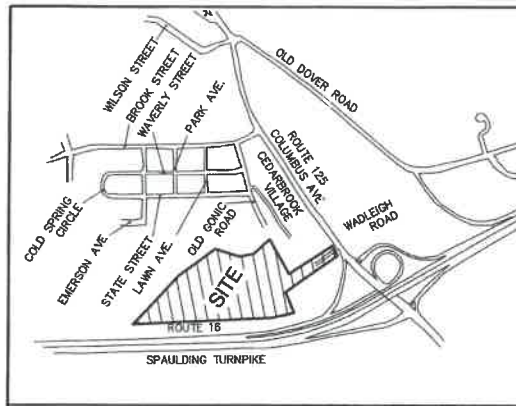 WILSON STREET
BROOK STREET
WAVERLY STREET
PARK AVE.
OLD DOVER ROAD
ROUTE 125
COLUMBUS AVE'
CEDARBROOK
VILLAGE
WADLEIGH
ROAD
COLD SPRING
CIRCLE
EMERSON AVE.
STATE STREET
LAWN AVE.
OLD GONIC
ROAD
SITE
ROUTE 16
SPAULDING TURNPIKE